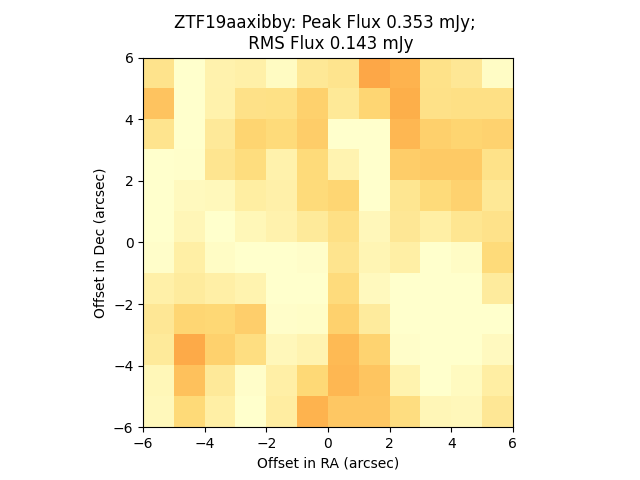 ZTF19aaxibby: Peak Flux 0.353 mJy;
RMS Flux 0.143 mJy
6
4
2
0
−2
−4
−6
Offset in Dec (arcsec)
−6 −4 −2 0 2 4 6
Offset in RA (arcsec)